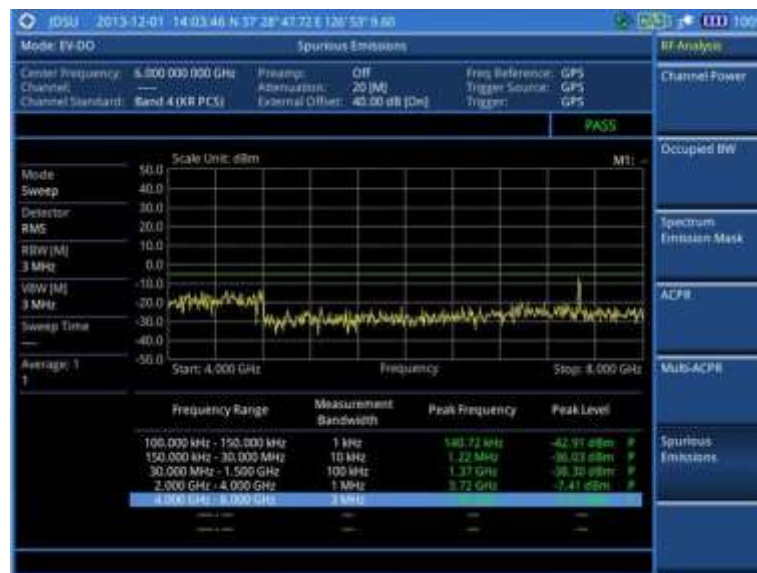 JDSU 2013-12-01 14:03:46 N 37° 28' 47.72 E 126° 53' 9.60 100%
Mode: EV-DO Spurious Emissions RF Analysis
Center Frequency: 6.000 000 000 GHz Preamp: Off Freq Reference: GPS
Channel: --- Attenuation: 20 [M] Trigger Source: GPS
Channel Standard: Band 4 (KR PCS) External Offset: 40.00 dB [On] Trigger: GPS
Channel Power
PASS
Occupied BW
Scale Unit: dBm M1: --
Mode
Sweep
Detector
RMS
RBW [M]
3 MHz
VBW [M]
3 MHz
Sweep Time
---
Average: 1
1
50.0
40.0
30.0
20.0
10.0
0.0
-10.0
-20.0
-30.0
-40.0
-50.0
Start: 4.000 GHz Frequency Stop: 8.000 GHz
Spectrum
Emission Mask
ACPR
Multi-ACPR
Spurious
Emissions
Frequency Range Measurement Bandwidth Peak Frequency Peak Level
100.000 kHz - 150.000 kHz 1 kHz 140.72 kHz -42.91 dBm P
150.000 kHz - 30.000 MHz 10 kHz 1.22 MHz -36.03 dBm P
30.000 MHz - 1.500 GHz 100 kHz 1.37 GHz -38.30 dBm P
2.000 GHz - 4.000 GHz 1 MHz 3.72 GHz -7.41 dBm P
4.000 GHz - 8.000 GHz 3 MHz
---- - -- -- -- --
---- - -- -- -- --